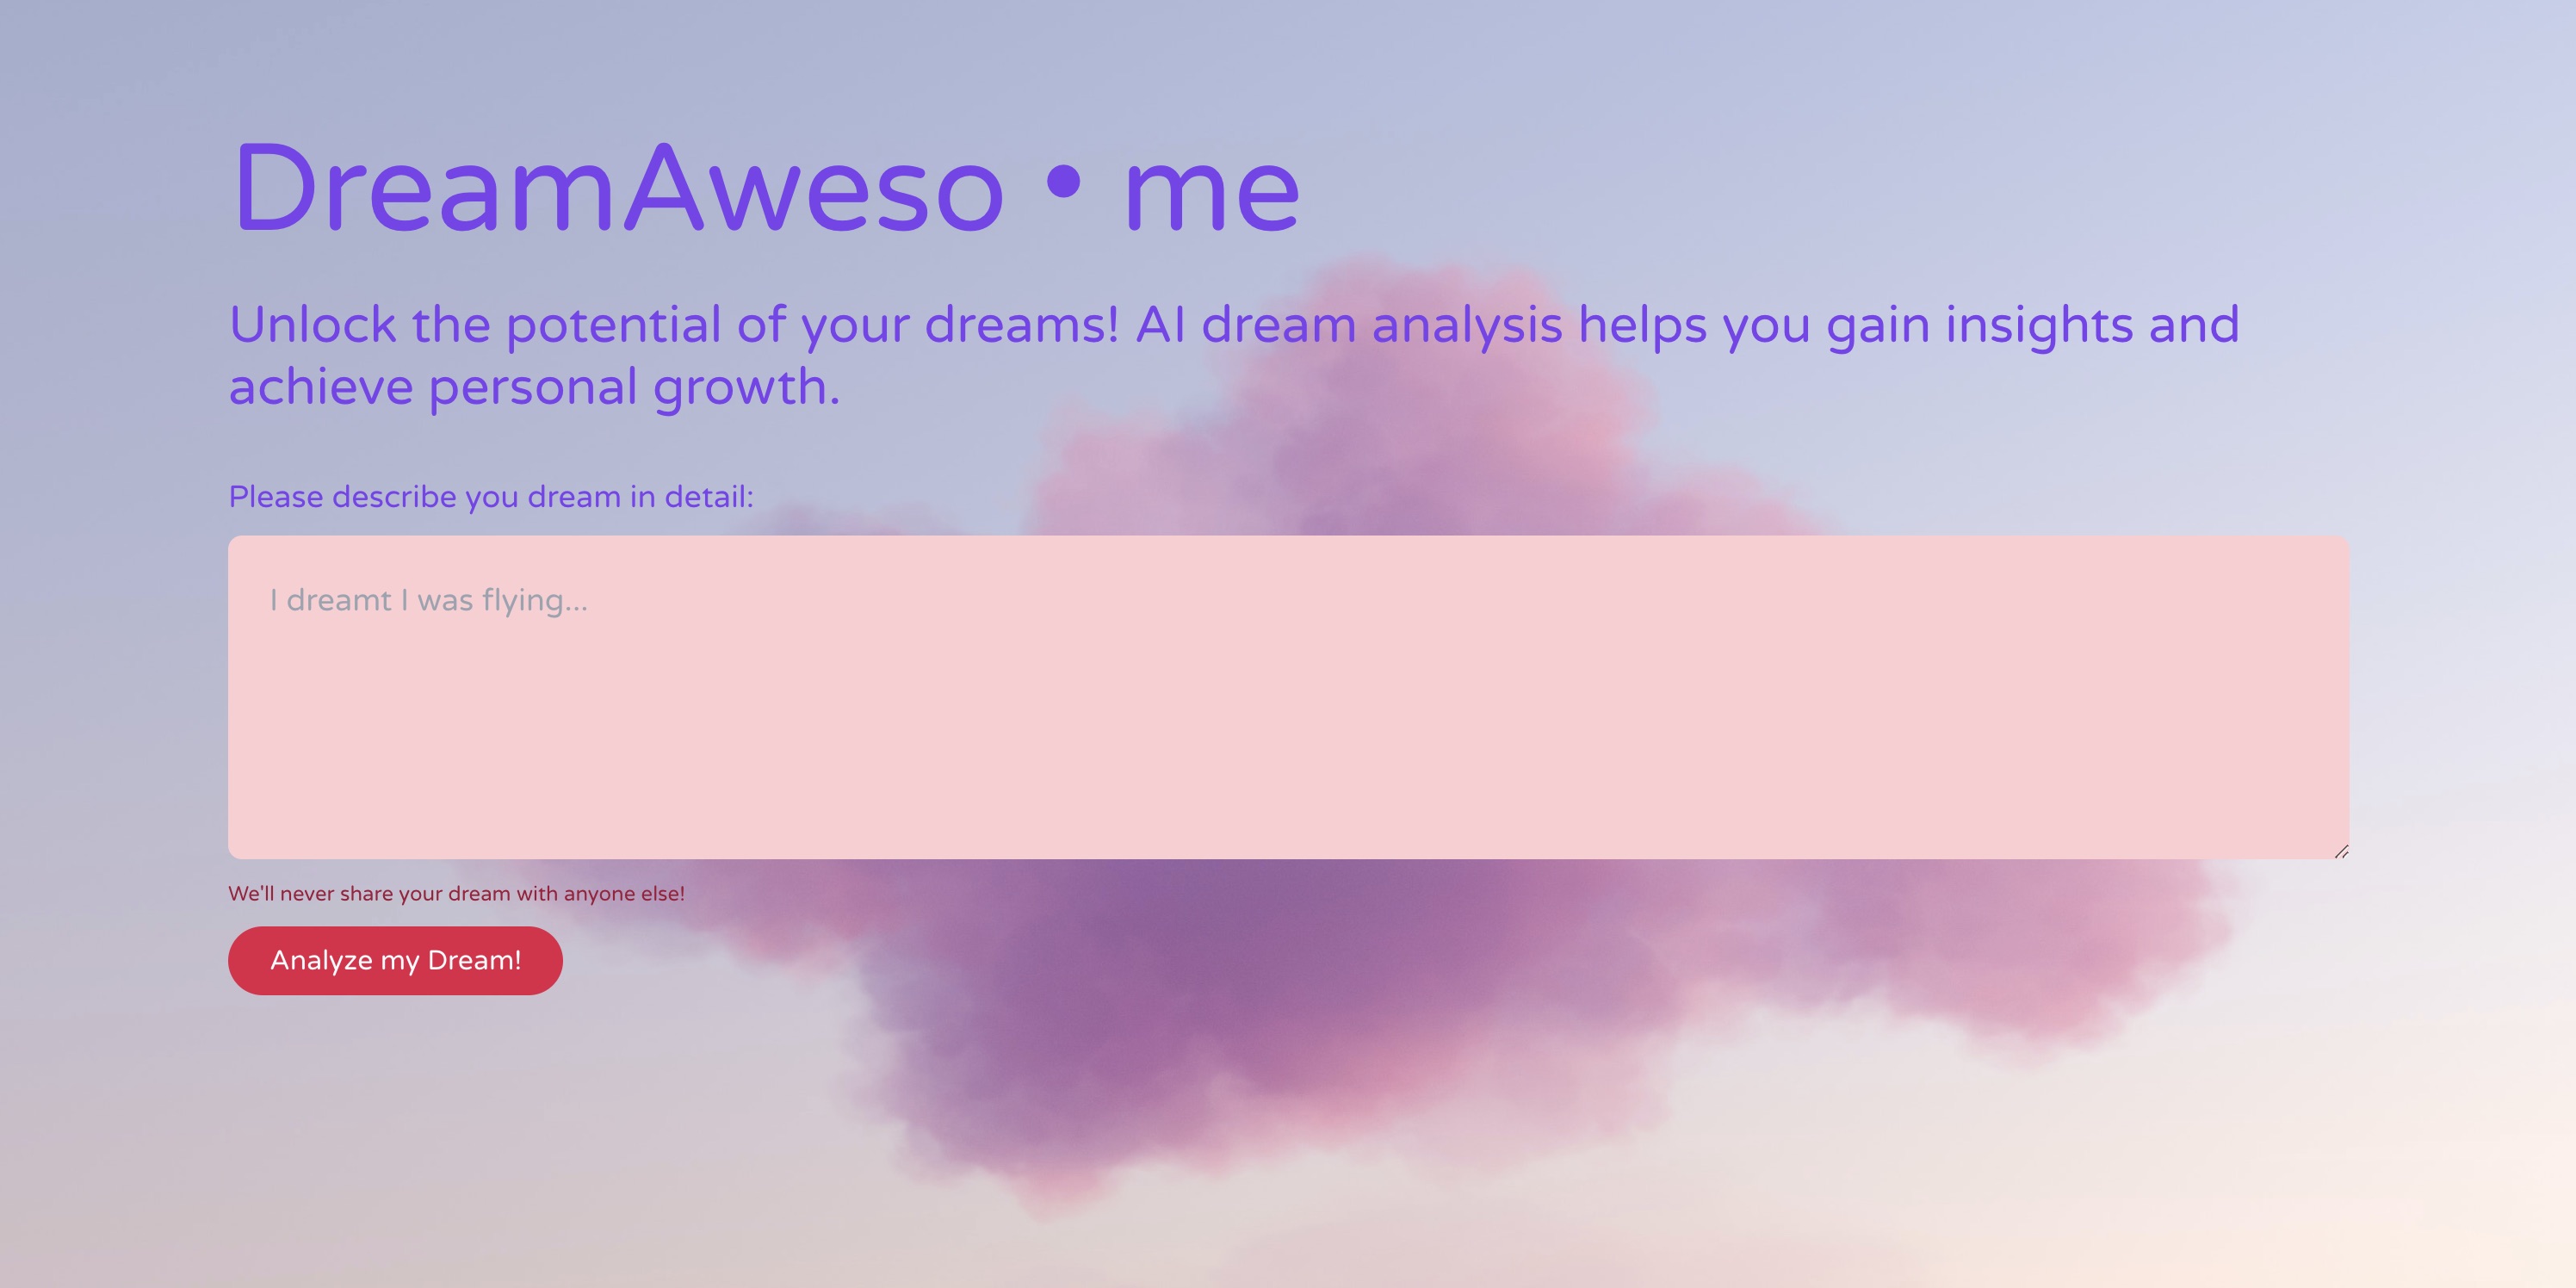 DreamAweso • me
Unlock the potential of your dreams! AI dream analysis helps you gain insights and
achieve personal growth.
Please describe you dream in detail:
I dreamt I was flying...
We'll never share your dream with anyone else!
Analyze my Dream!